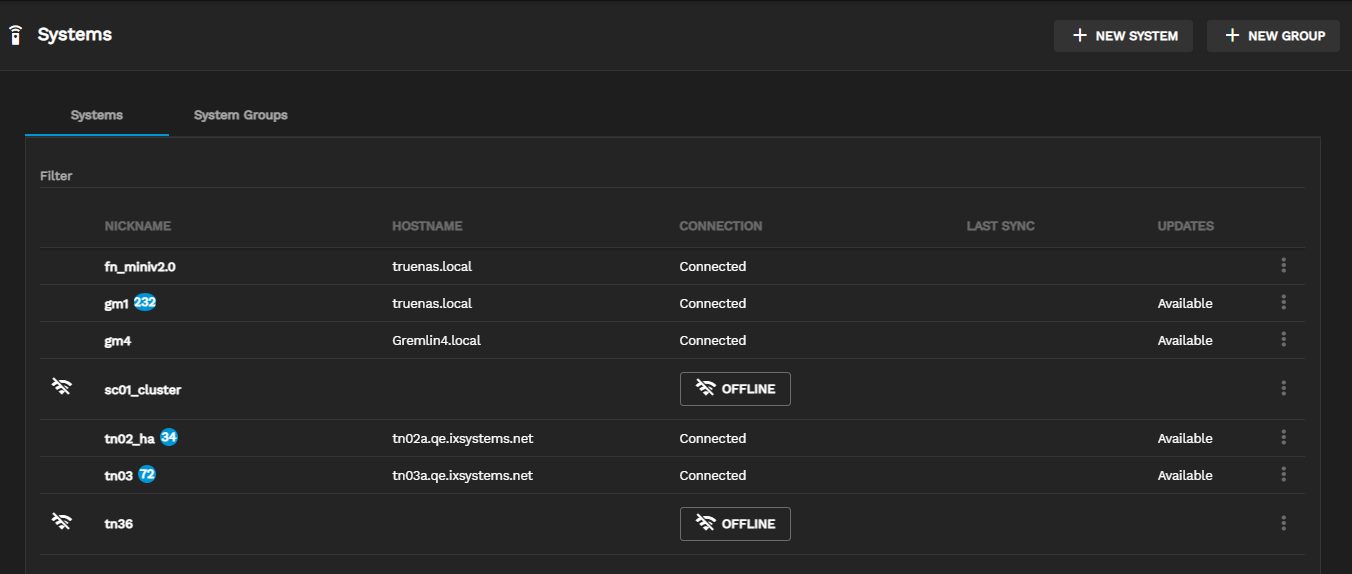 Systems
+ NEW SYSTEM + NEW GROUP
Systems System Groups
Filter
NICKNAME HOSTNAME CONNECTION LAST SYNC UPDATES
fn_miniv2.0 truenas.local Connected
gm1 232 truenas.local Connected Available
gm4 Gremlin4.local Connected Available
sc01_cluster OFFLINE
tn02_ha 34 tn02a.qe.ixsystems.net Connected Available
tn03 72 tn03a.qe.ixsystems.net Connected Available
tn36 OFFLINE